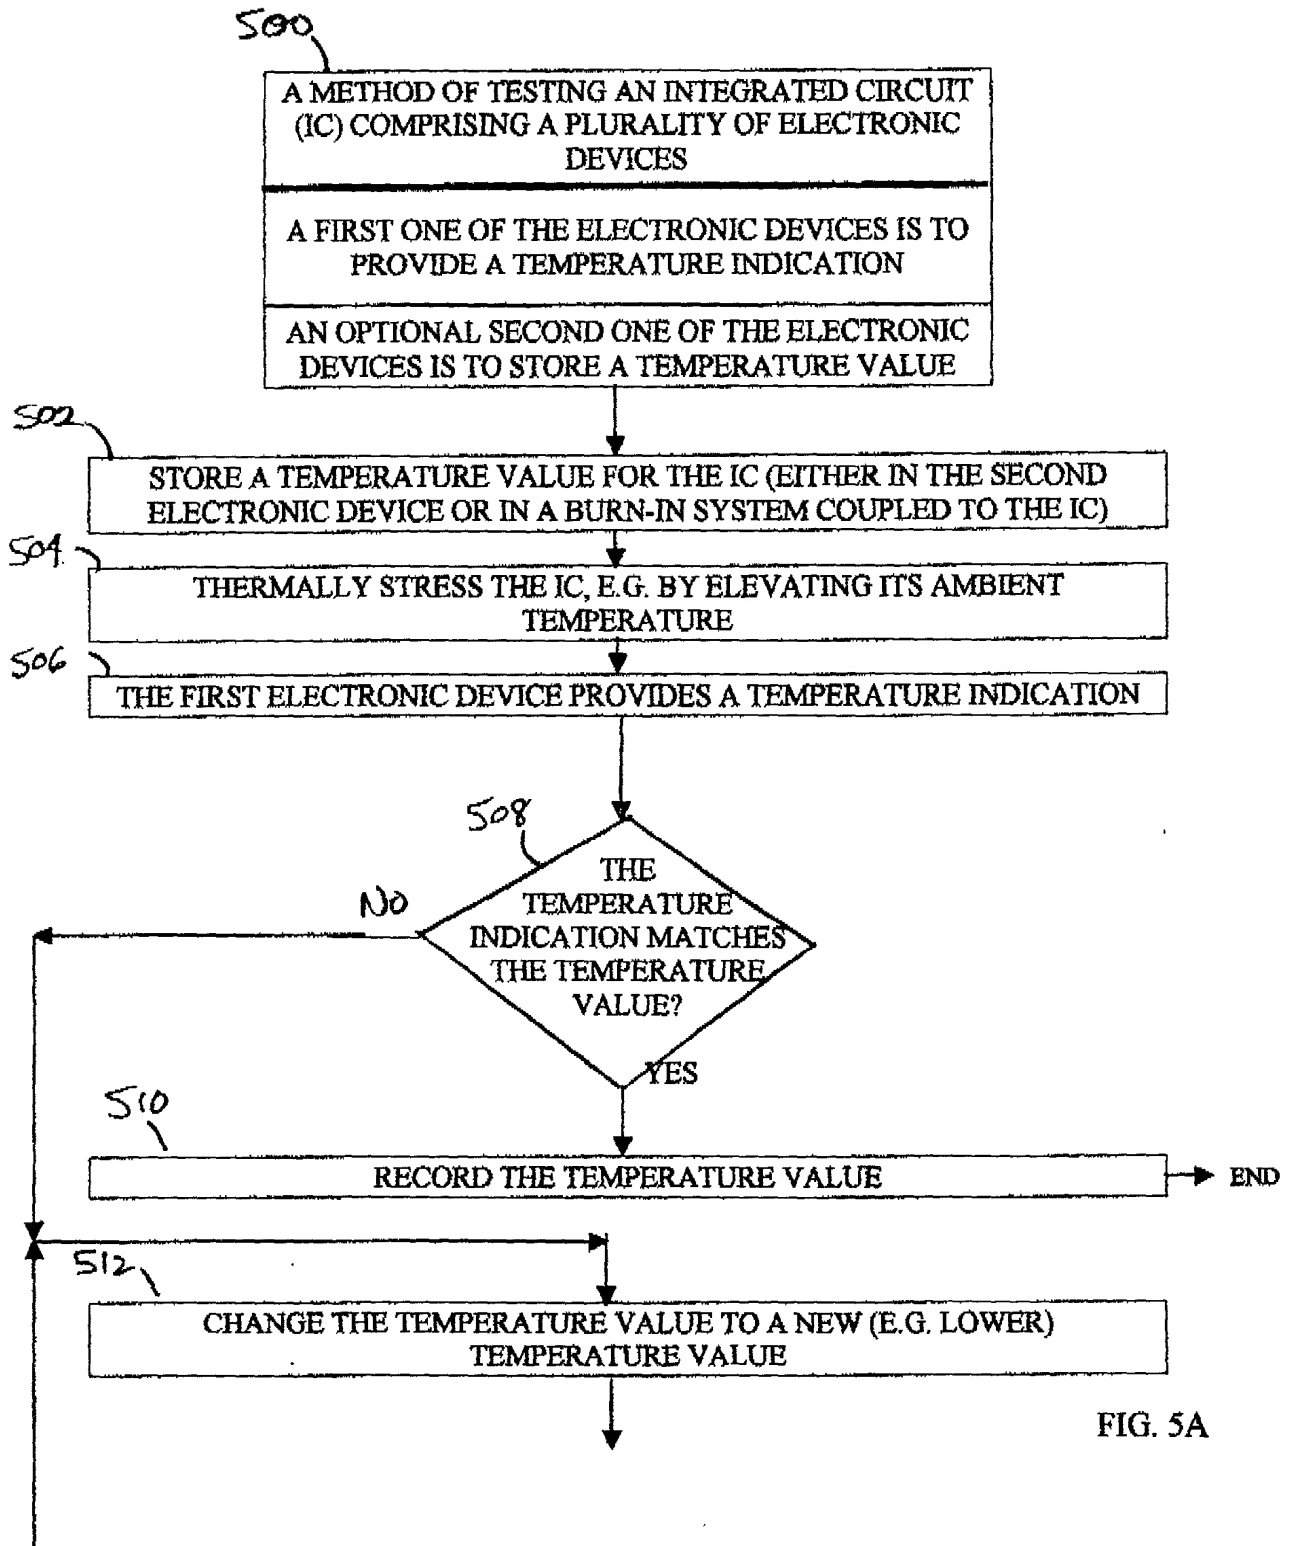 500
A METHOD OF TESTING AN INTEGRATED CIRCUIT
(IC) COMPRISING A PLURALITY OF ELECTRONIC
DEVICES
A FIRST ONE OF THE ELECTRONIC DEVICES IS TO
PROVIDE A TEMPERATURE INDICATION
AN OPTIONAL SECOND ONE OF THE ELECTRONIC
DEVICES IS TO STORE A TEMPERATURE VALUE
502
STORE A TEMPERATURE VALUE FOR THE IC (EITHER IN THE SECOND
ELECTRONIC DEVICE OR IN A BURN-IN SYSTEM COUPLED TO THE IC)
504
THERMALLY STRESS THE IC, E.G. BY ELEVATING ITS AMBIENT
TEMPERATURE
506
THE FIRST ELECTRONIC DEVICE PROVIDES A TEMPERATURE INDICATION
508
THE
TEMPERATURE
INDICATION MATCHES
THE TEMPERATURE
VALUE?
NO
YES
510
RECORD THE TEMPERATURE VALUE
END
512
CHANGE THE TEMPERATURE VALUE TO A NEW (E.G. LOWER)
TEMPERATURE VALUE
FIG. 5A